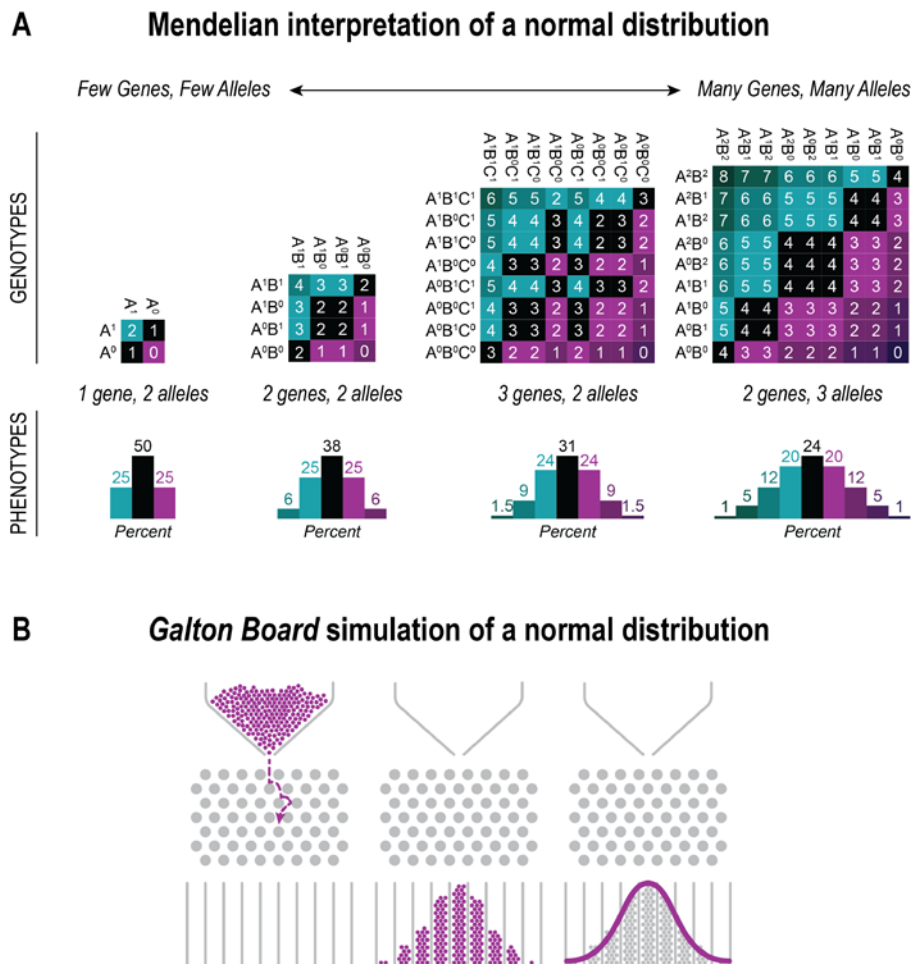 A
Mendelian interpretation of a normal distribution
Few Genes, Few Alleles
Many Genes, Many Alleles
GENOTYPES
A¹ A⁰
A¹ 2 1
A⁰ 1 0
1 gene, 2 alleles
A¹B¹ A¹B⁰ A⁰B¹ A⁰B⁰
A¹B¹ 4 3 3 2
A¹B⁰ 3 2 2 1
A⁰B¹ 3 2 2 1
A⁰B⁰ 2 1 1 0
2 genes, 2 alleles
A¹B¹C¹ A¹B⁰C¹ A¹B¹C⁰ A¹B⁰C⁰ A⁰B¹C¹ A⁰B⁰C¹ A⁰B¹C⁰ A⁰B⁰C⁰
A¹B¹C¹ 6 5 5 2 5 4 4 3
A¹B⁰C¹ 5 4 4 3 4 2 3 2
A¹B¹C⁰ 5 4 4 3 4 2 3 2
A¹B⁰C⁰ 4 3 3 2 3 2 2 1
A⁰B¹C¹ 5 4 4 3 4 3 3 2
A⁰B⁰C¹ 4 3 3 2 3 2 2 1
A⁰B¹C⁰ 4 3 3 2 3 2 2 1
A⁰B⁰C⁰ 3 2 2 1 2 1 1 0
3 genes, 2 alleles
A²B² A²B¹ A¹B² A²B⁰ A⁰B² A¹B¹ A¹B⁰ A⁰B¹ A⁰B⁰
A²B² 8 7 7 6 6 6 5 5 4
A²B¹ 7 6 6 5 5 5 4 4 3
A¹B² 7 6 6 5 5 5 4 4 3
A²B⁰ 6 5 5 4 4 4 3 3 2
A⁰B² 6 5 5 4 4 4 3 3 2
A¹B¹ 6 5 5 4 4 4 3 3 2
A¹B⁰ 5 4 4 3 3 3 2 2 1
A⁰B¹ 5 4 4 3 3 3 2 2 1
A⁰B⁰ 4 3 3 2 2 2 1 1 0
2 genes, 3 alleles
PHENOTYPES
25 50 25
Percent
6 25 38 25 6
Percent
1.5 9 24 31 24 9 1.5
Percent
1 5 12 20 24 20 12 5 1
Percent
B
Galton Board simulation of a normal distribution